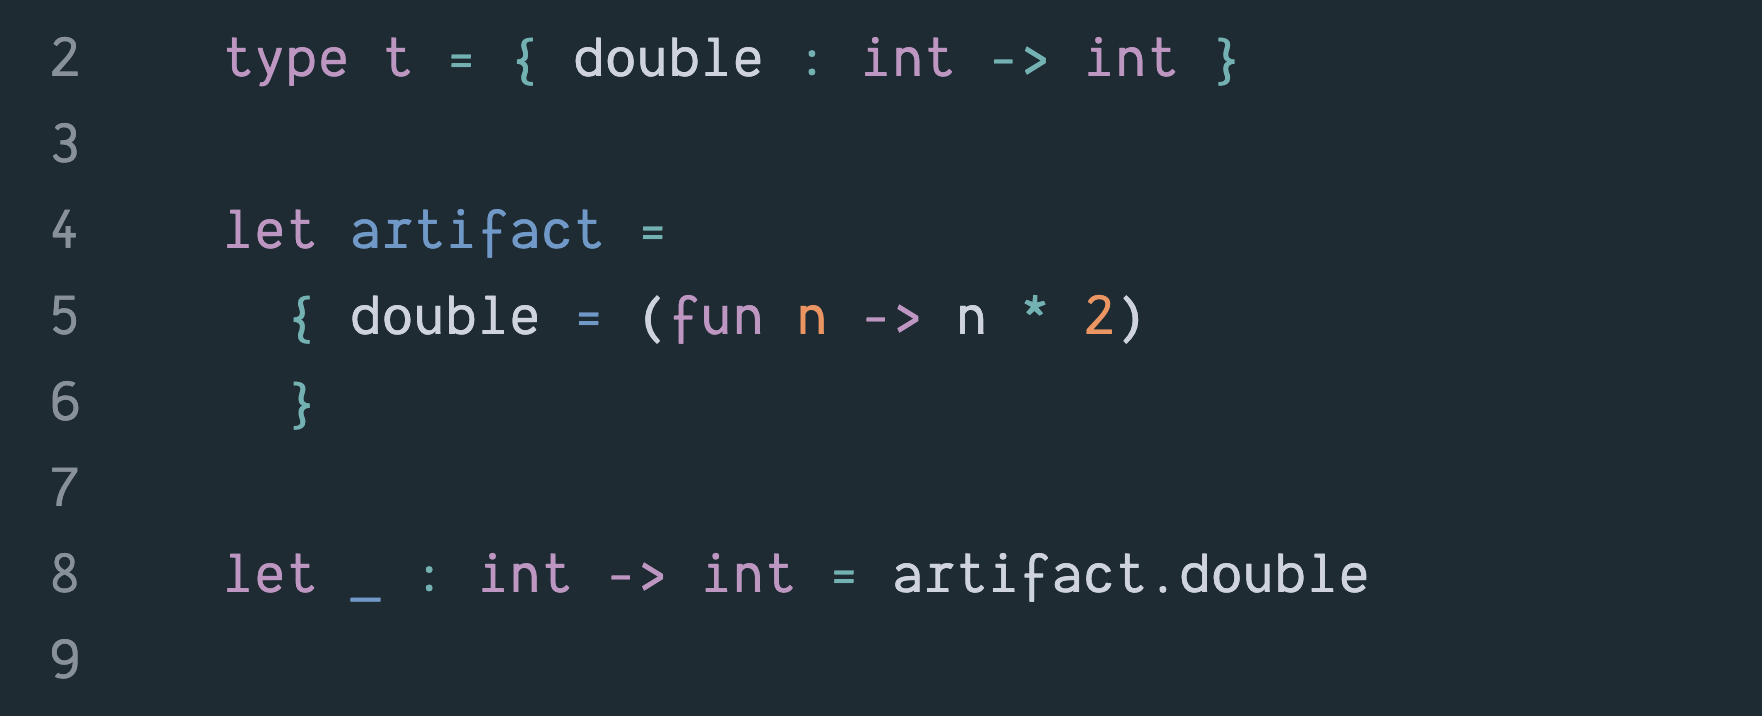 2 type t = { double : int -> int }
3
4 let artifact =
5 { double = (fun n -> n * 2)
6 }
7
8 let _ : int -> int = artifact.double
9